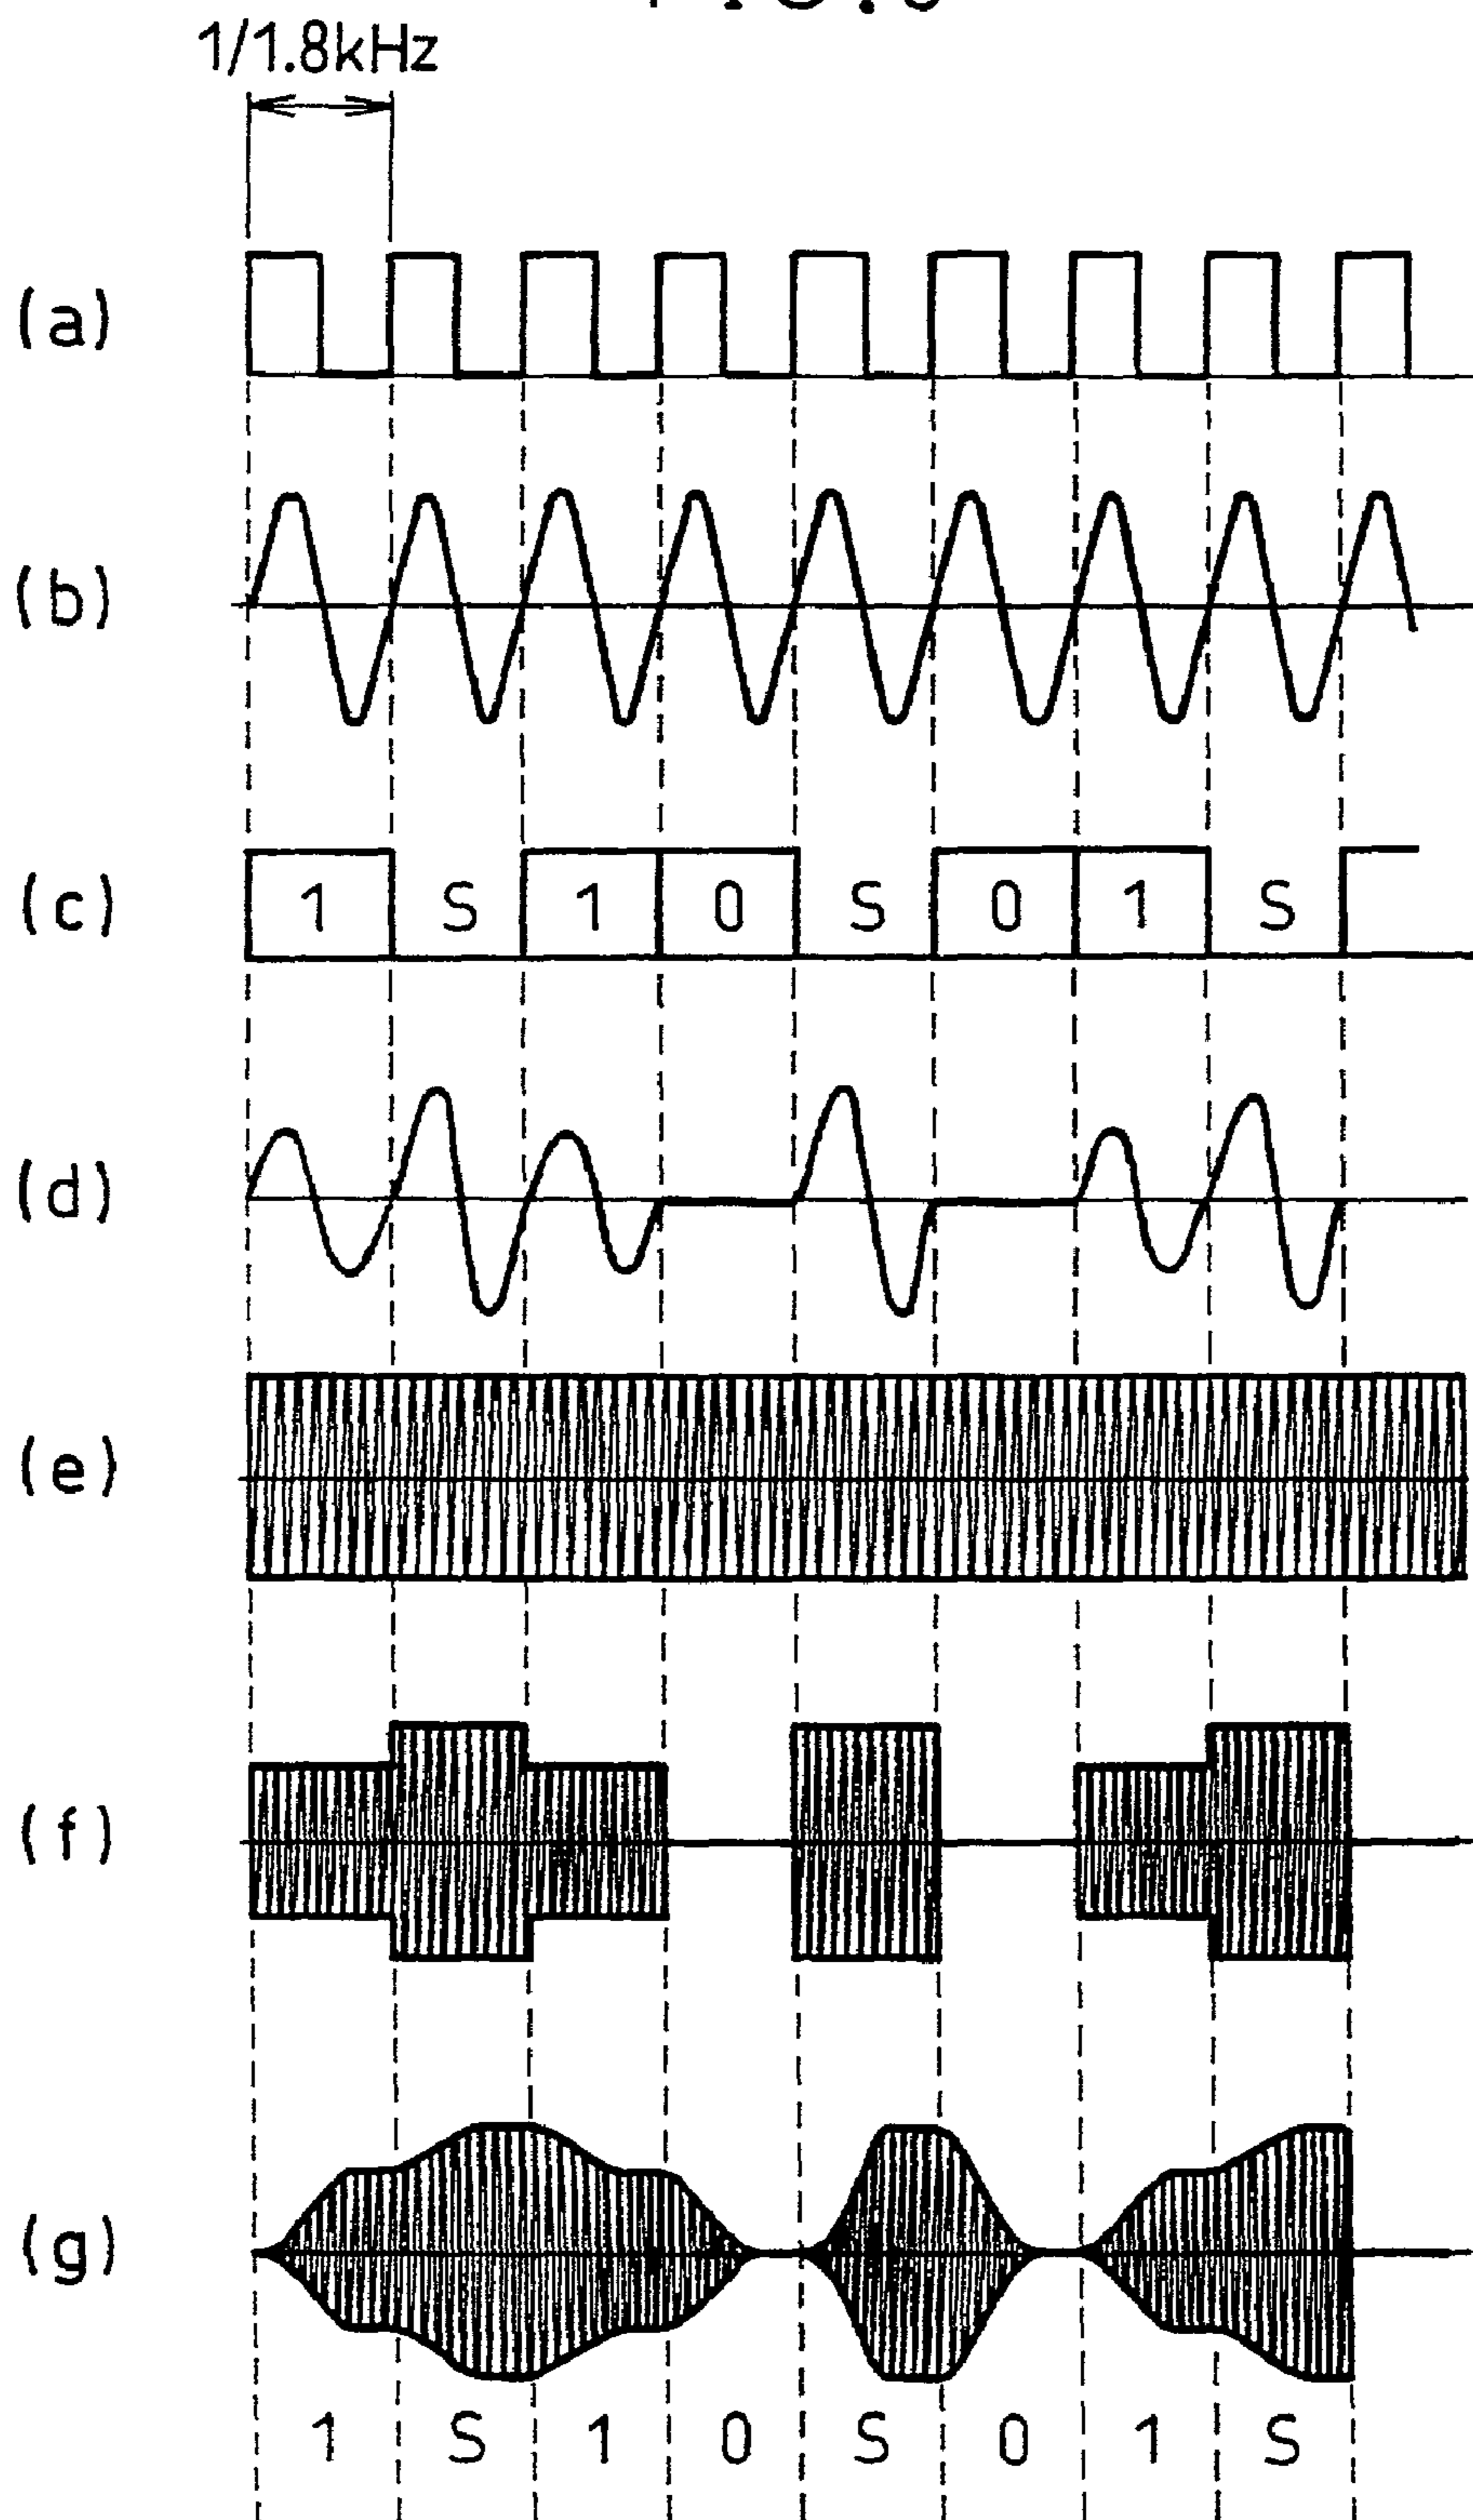 1/1.8kHz
(a)
(b)
(c) 1 S 1 0 S 0 1 S
(d)
(e)
(f)
(g)
1 S 1 0 S 0 1 S